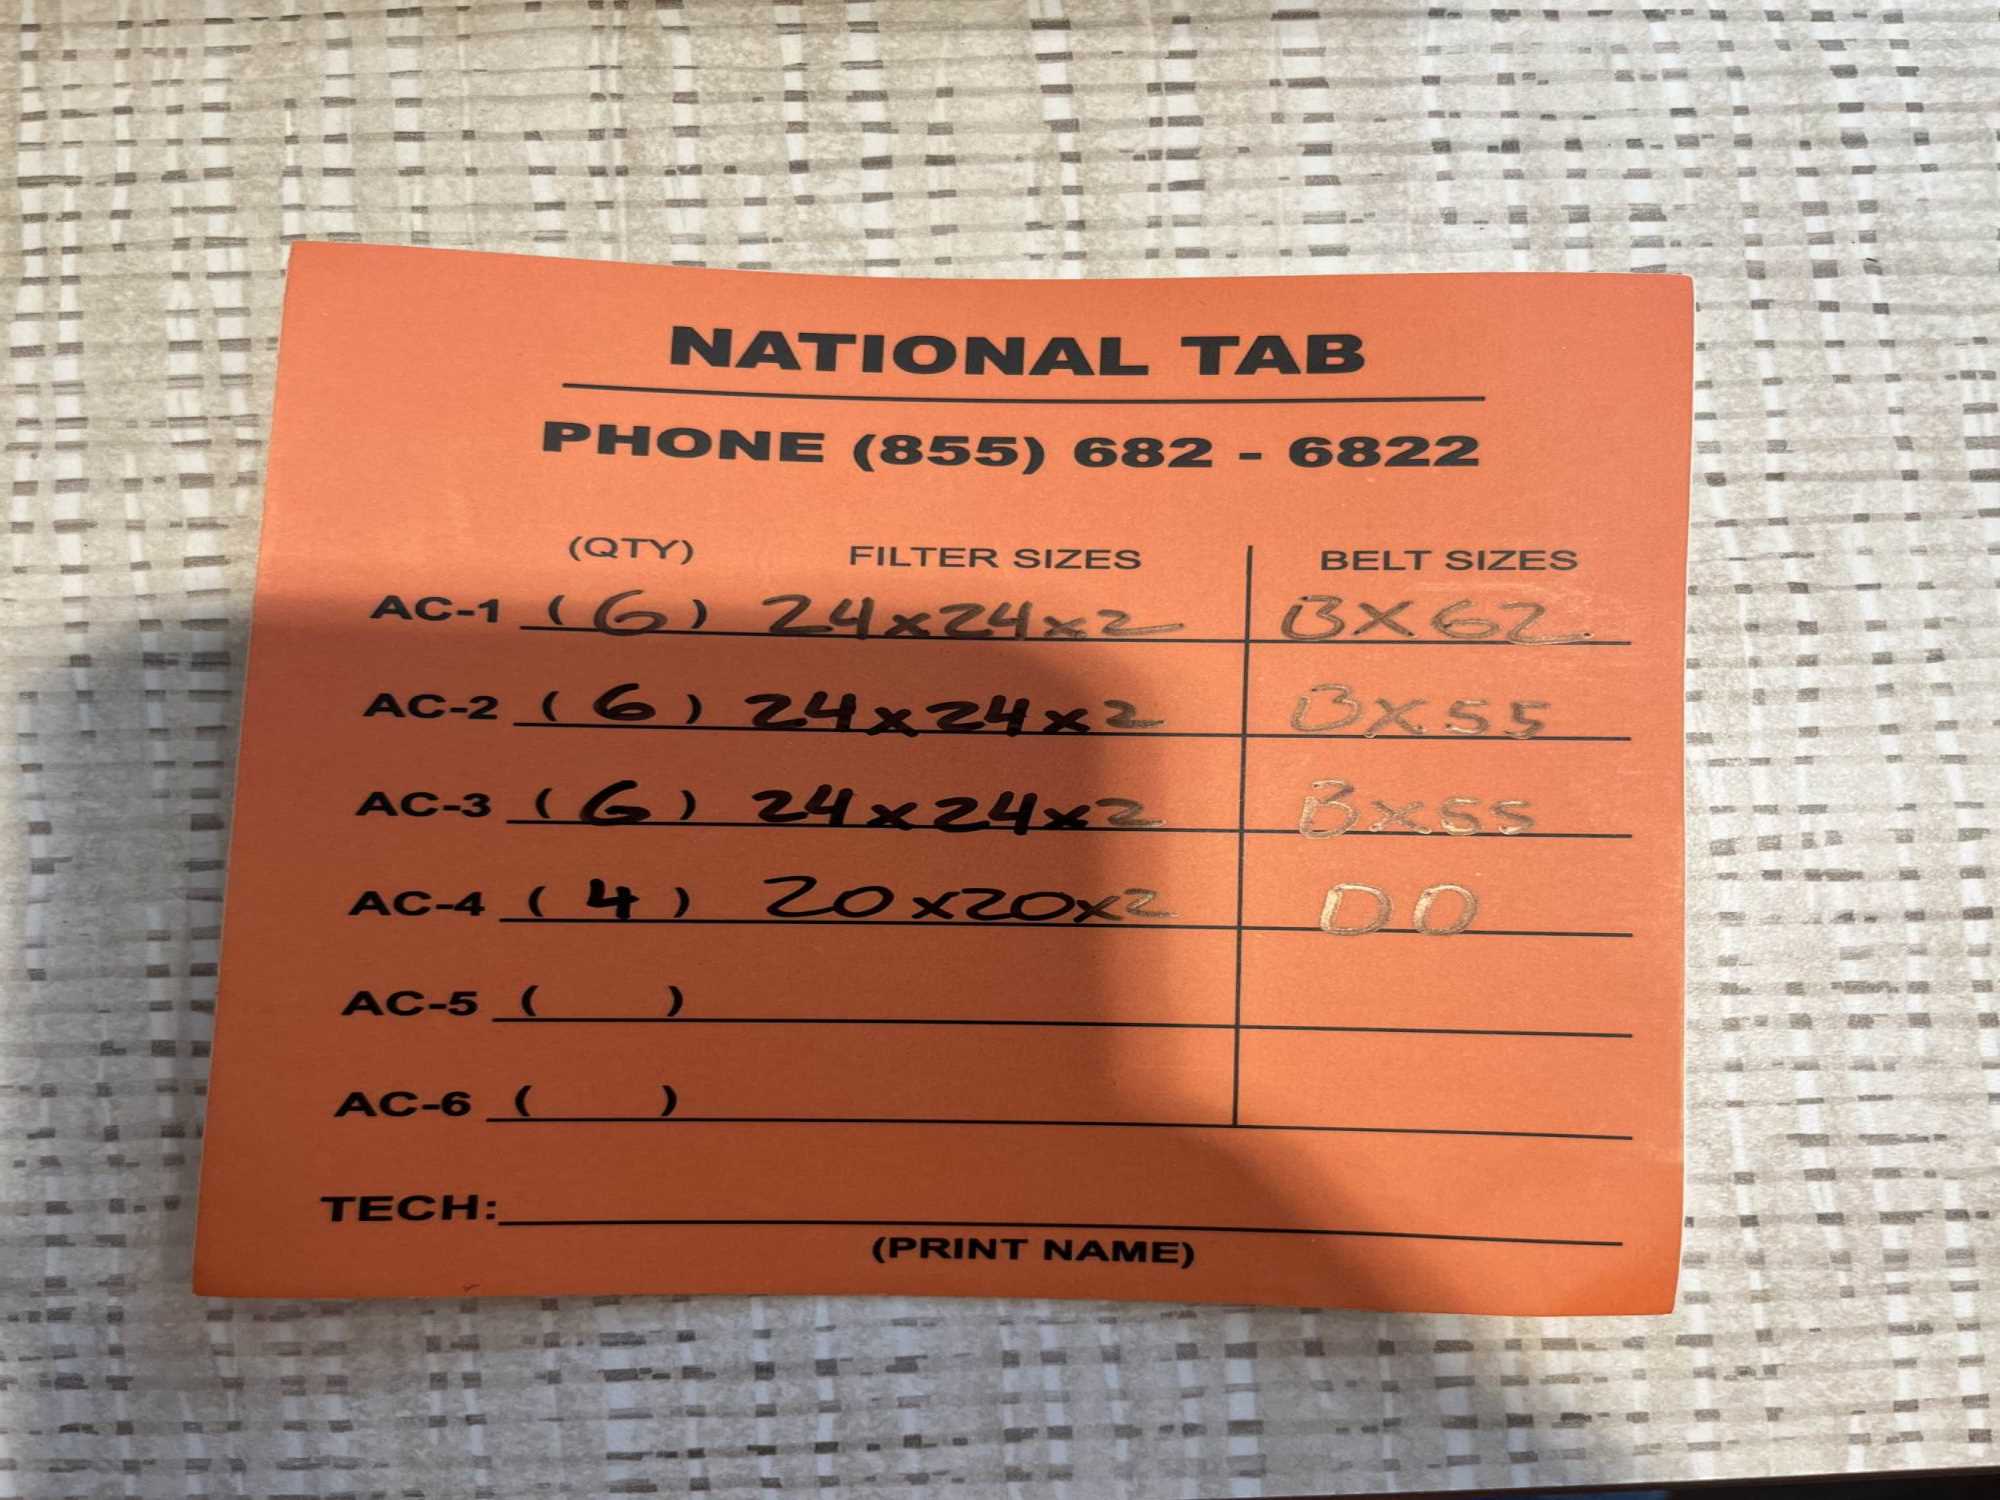 NATIONAL TAB
PHONE (855) 682 - 6822
(QTY) FILTER SIZES BELT SIZES
AC-1 (6) 24x24x2 BX62
AC-2 (6) 24x24x2 BX55
AC-3 (6) 24x24x2 BX55
AC-4 (4) 20x20x2 DD
AC-5 ( )
AC-6 ( )
TECH:
(PRINT NAME)